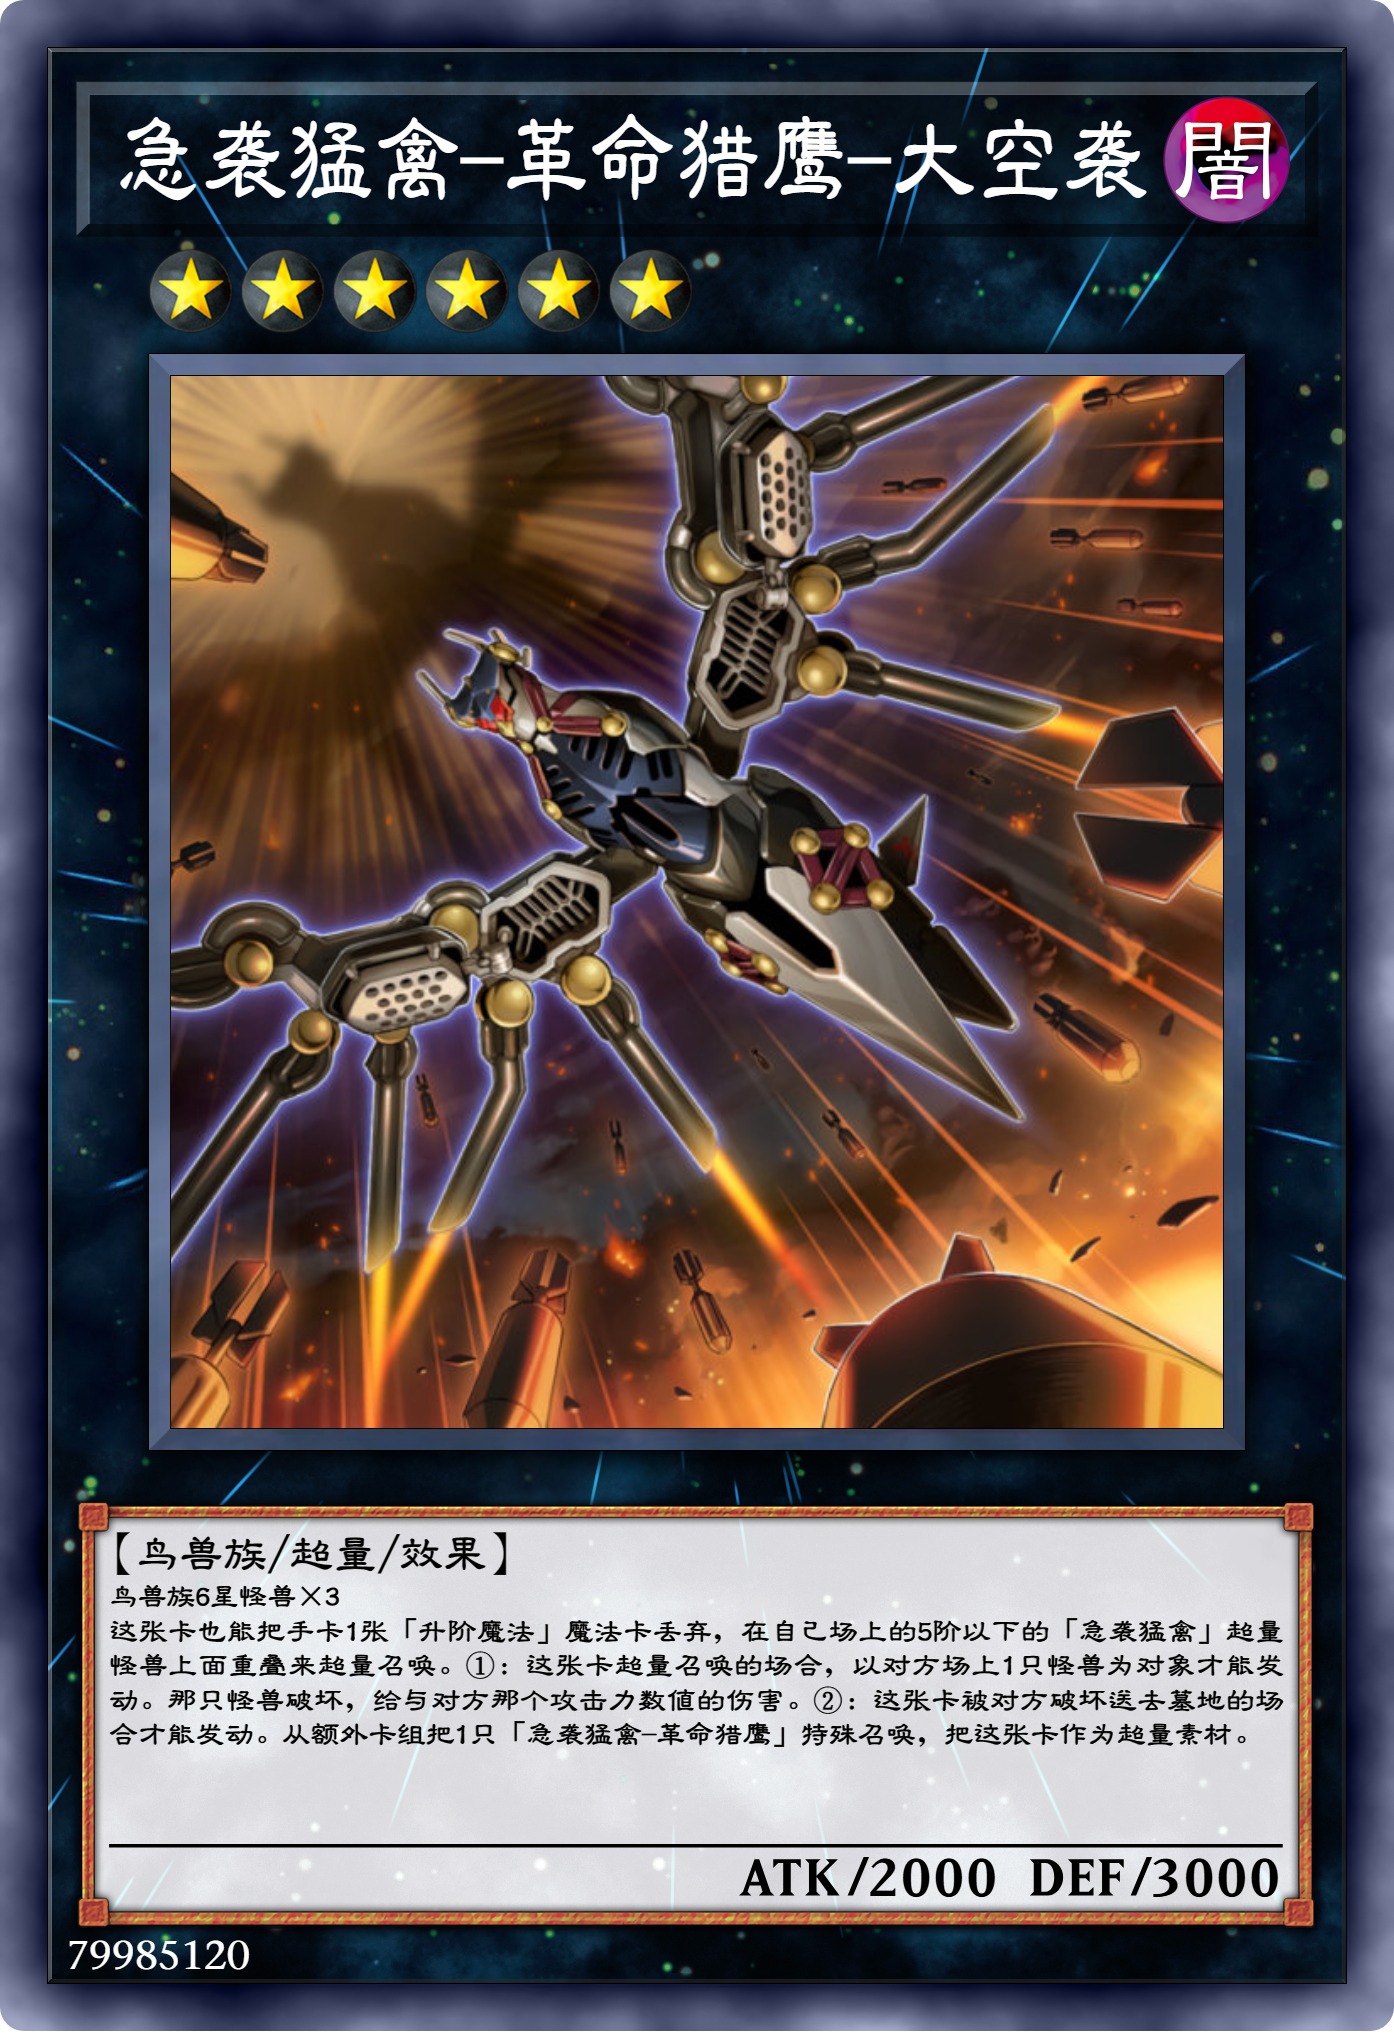 急袭猛禽-革命猎鹰-大空袭 闇
【鸟兽族/超量/效果】
鸟兽族6星怪兽×3
这张卡也能把手卡1张「升阶魔法」魔法卡丢弃，在自己场上的5阶以下的「急袭猛禽」超量
怪兽上面重叠来超量召唤。①：这张卡超量召唤的场合，以对方场上1只怪兽为对象才能发
动。那只怪兽破坏，给与对方那个攻击力数值的伤害。②：这张卡被对方破坏送去墓地的场
合才能发动。从额外卡组把1只「急袭猛禽-革命猎鹰」特殊召唤，把这张卡作为超量素材。
ATK/2000 DEF/3000
79985120